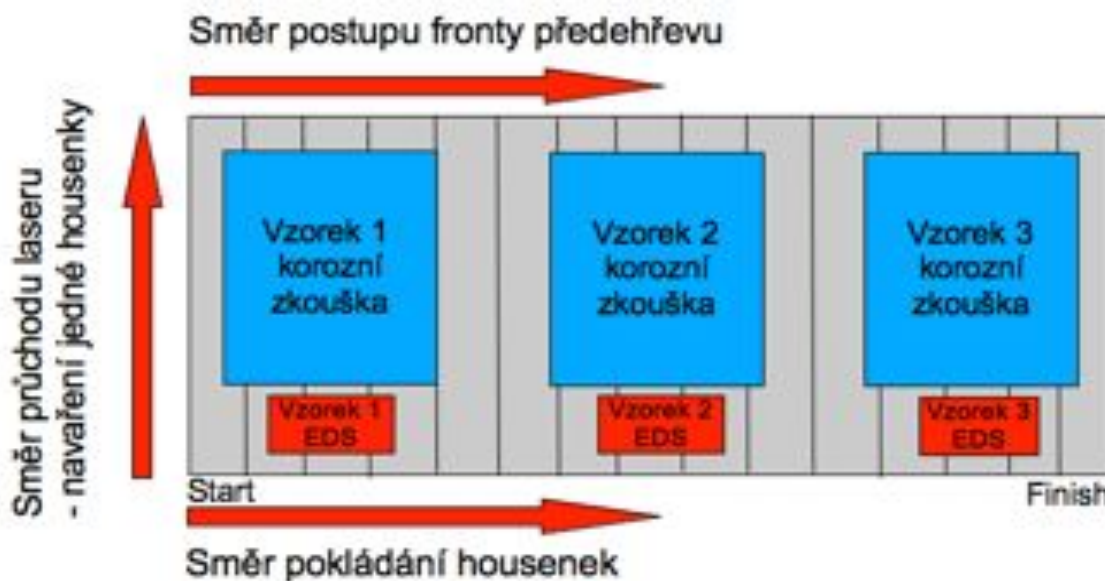 Směr postupu fronty předehřevu
Směr průchodu laseru
- navaření jedné housenky
Vzorek 1
korozní
zkouška
Vzorek 2
korozní
zkouška
Vzorek 3
korozní
zkouška
Vzorek 1
EDS
Vzorek 2
EDS
Vzorek 3
EDS
Start
Finish
Směr pokládání housenek